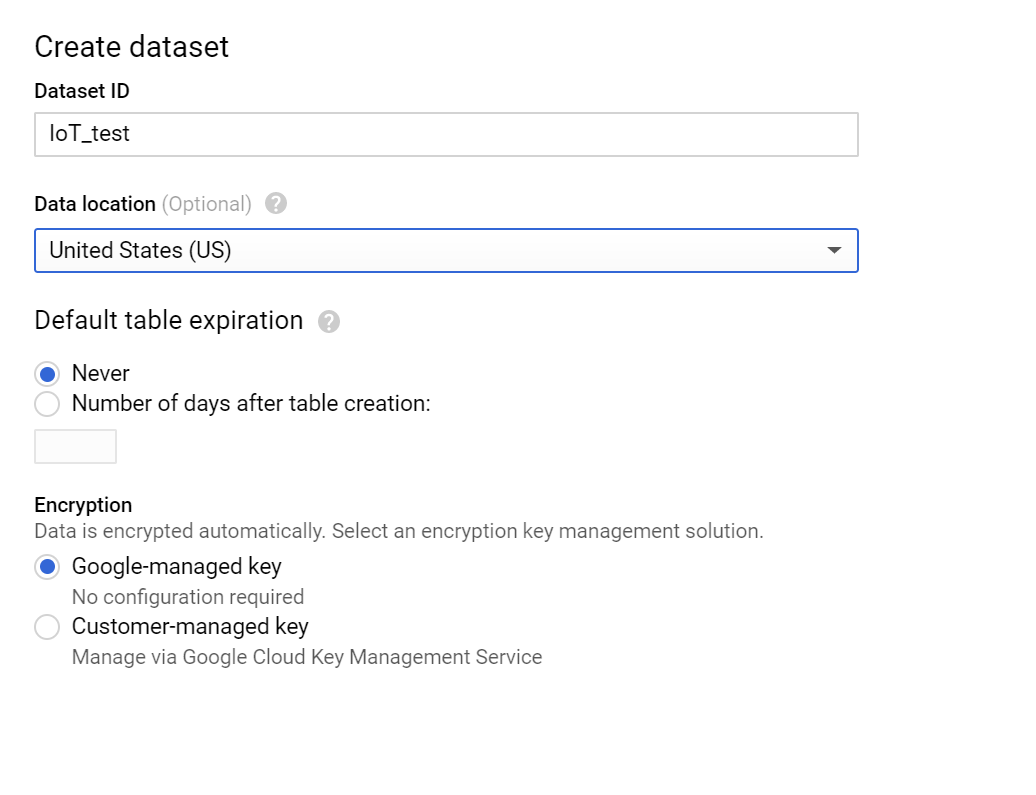 Create dataset
Dataset ID
IoT_test
Data location (Optional) ?
United States (US)
Default table expiration ?
Never
Number of days after table creation:
Encryption
Data is encrypted automatically. Select an encryption key management solution.
Google-managed key
No configuration required
Customer-managed key
Manage via Google Cloud Key Management Service